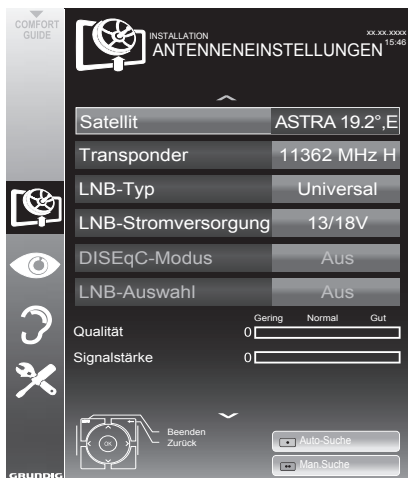 COMFORT
GUIDE
INSTALLATION
ANTENNENEINSTELLUNGEN
xx.xx.xxxx
15:46
Satellit ASTRA 19.2°,E
Transponder 11362 MHz H
LNB-Typ Universal
LNB-Stromversorgung 13/18V
DISEqC-Modus Aus
LNB-Auswahl Aus
Gering Normal Gut
Qualität 0
Signalstärke 0
Beenden
Zurück
OK
Auto-Suche
Man.Suche
GRUNDIG